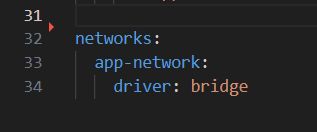 31
32 networks:
33 app-network:
34 driver: bridge